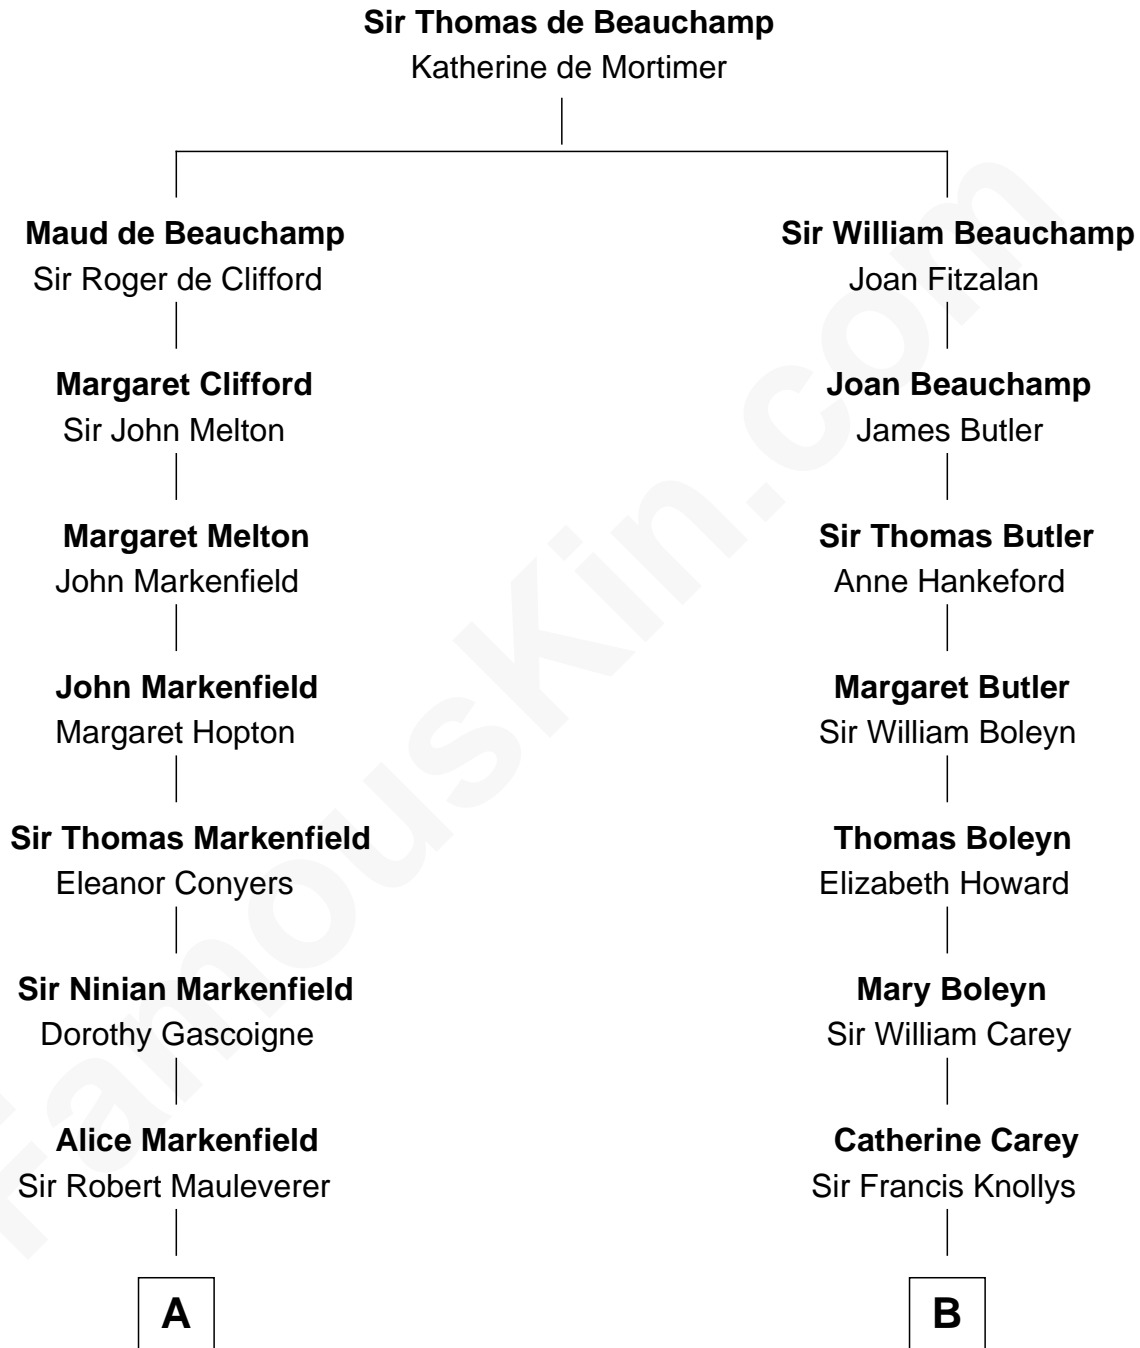 Sir Thomas de Beauchamp
Katherine de Mortimer
Maud de Beauchamp
Sir Roger de Clifford
Margaret Clifford
Sir John Melton
Margaret Melton
John Markenfield
John Markenfield
Margaret Hopton
Sir Thomas Markenfield
Eleanor Conyers
Sir Ninian Markenfield
Dorothy Gascoigne
Alice Markenfield
Sir Robert Mauleverer
A
Sir William Beauchamp
Joan Fitzalan
Joan Beauchamp
James Butler
Sir Thomas Butler
Anne Hankeford
Margaret Butler
Sir William Boleyn
Thomas Boleyn
Elizabeth Howard
Mary Boleyn
Sir William Carey
Catherine Carey
Sir Francis Knollys
B
FamousKin.com